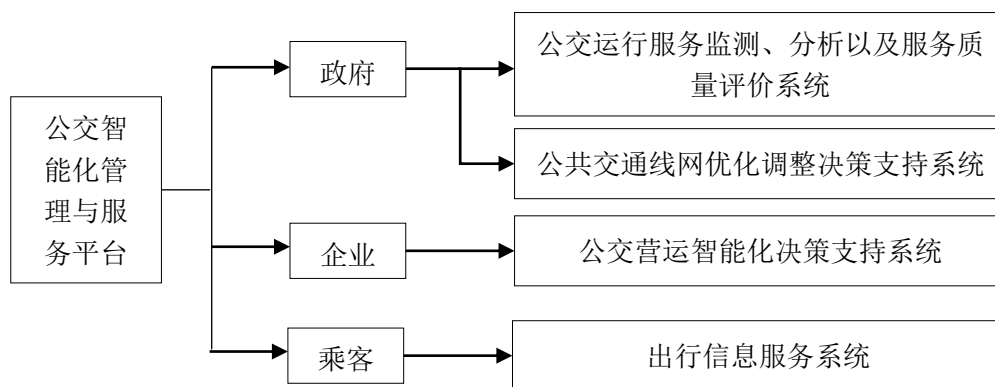 公交智
能化管
理与服
务平台
政府
公交运行服务监测、分析以及服务质
量评价系统
公共交通线网优化调整决策支持系统
企业
公交营运智能化决策支持系统
乘客
出行信息服务系统